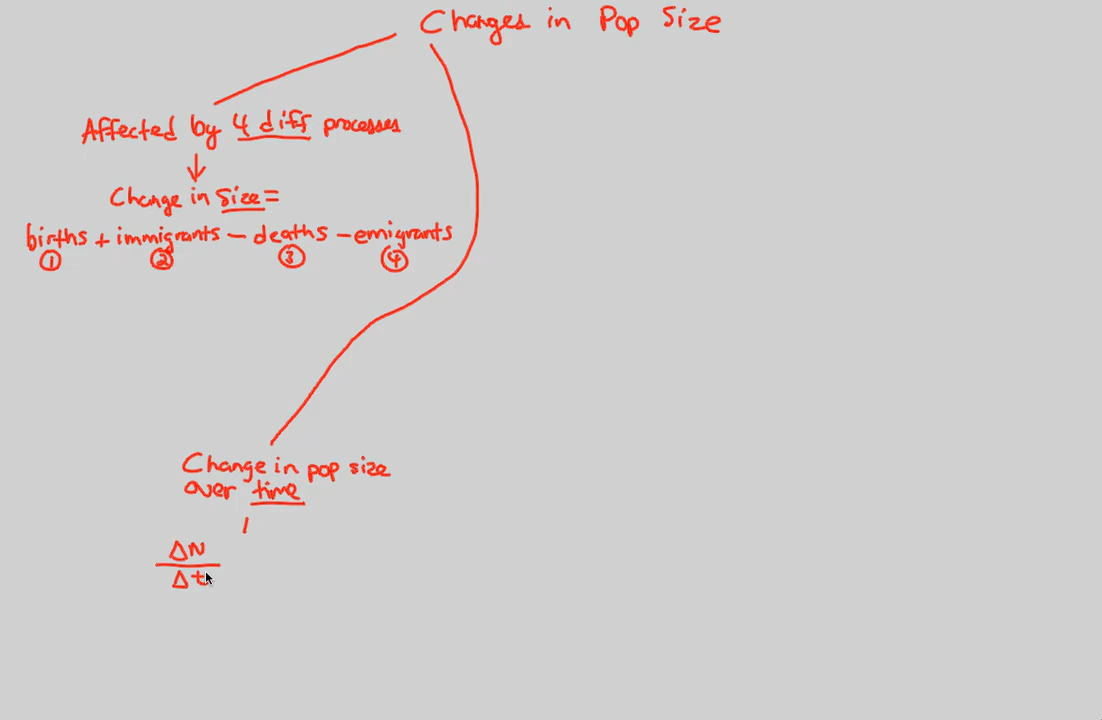 Changes in Pop Size
Affected by 4 diff processes
↓
Change in size =
births + immigrants – deaths – emigrants
① ② ③ ④
Change in pop size
over time
ΔN
Δt